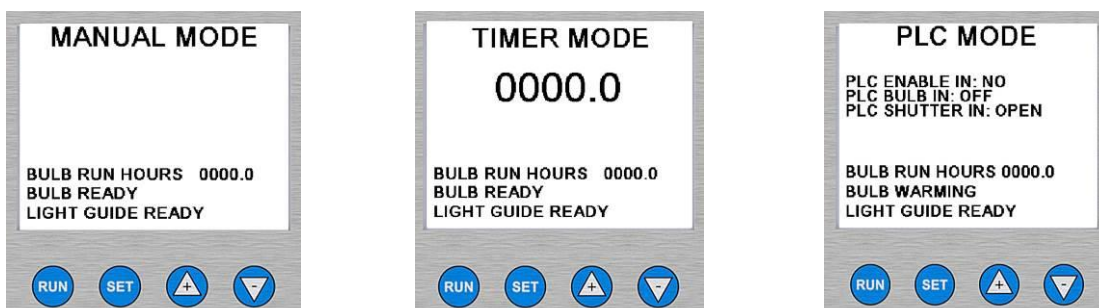 MANUAL MODE
BULB RUN HOURS 0000.0
BULB READY
LIGHT GUIDE READY
RUN SET + -
TIMER MODE
0000.0
BULB RUN HOURS 0000.0
BULB READY
LIGHT GUIDE READY
RUN SET + -
PLC MODE
PLC ENABLE IN: NO
PLC BULB IN: OFF
PLC SHUTTER IN: OPEN
BULB RUN HOURS 0000.0
BULB WARMING
LIGHT GUIDE READY
RUN SET + -